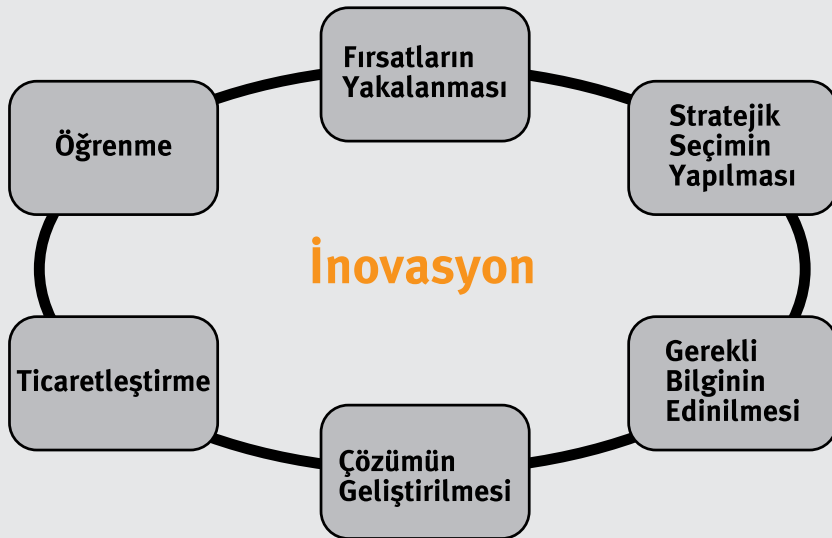 Fırsatların
Yakalanması
Stratejik
Seçimin
Yapılması
Gerekli
Bilginin
Edinilmesi
Çözümün
Geliştirilmesi
Ticaretleştirme
Öğrenme
İnovasyon